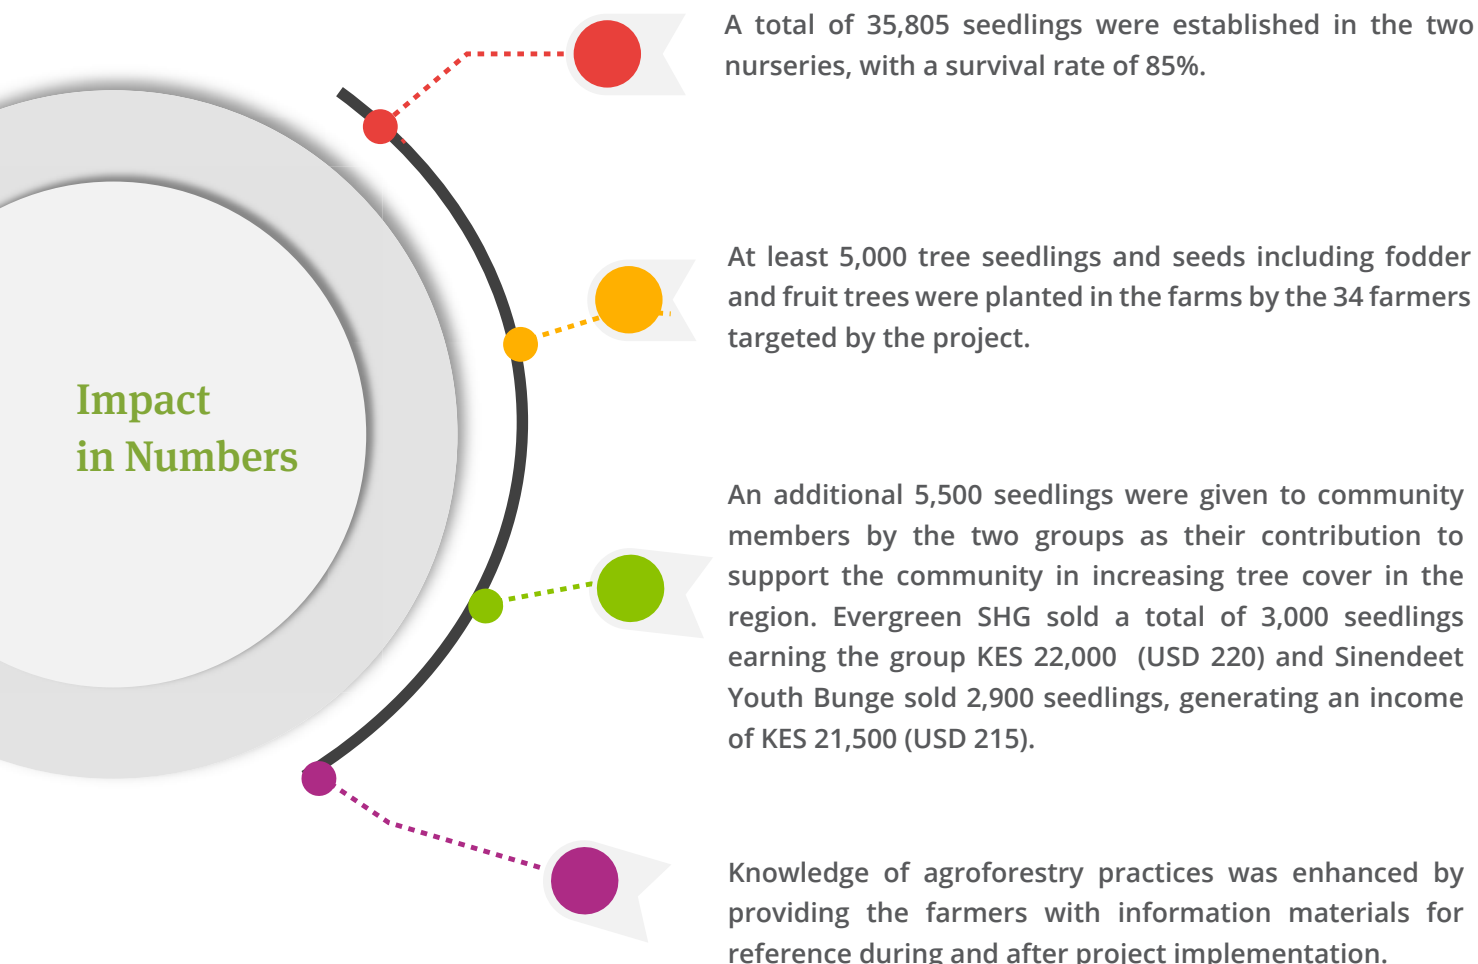 A total of 35,805 seedlings were established in the two
nurseries, with a survival rate of 85%.
At least 5,000 tree seedlings and seeds including fodder
and fruit trees were planted in the farms by the 34 farmers
targeted by the project.
Impact
in Numbers
An additional 5,500 seedlings were given to community
members by the two groups as their contribution to
support the community in increasing tree cover in the
region. Evergreen SHG sold a total of 3,000 seedlings
earning the group KES 22,000 (USD 220) and Sinendeet
Youth Bunge sold 2,900 seedlings, generating an income
of KES 21,500 (USD 215).
Knowledge of agroforestry practices was enhanced by
providing the farmers with information materials for
reference during and after project implementation.